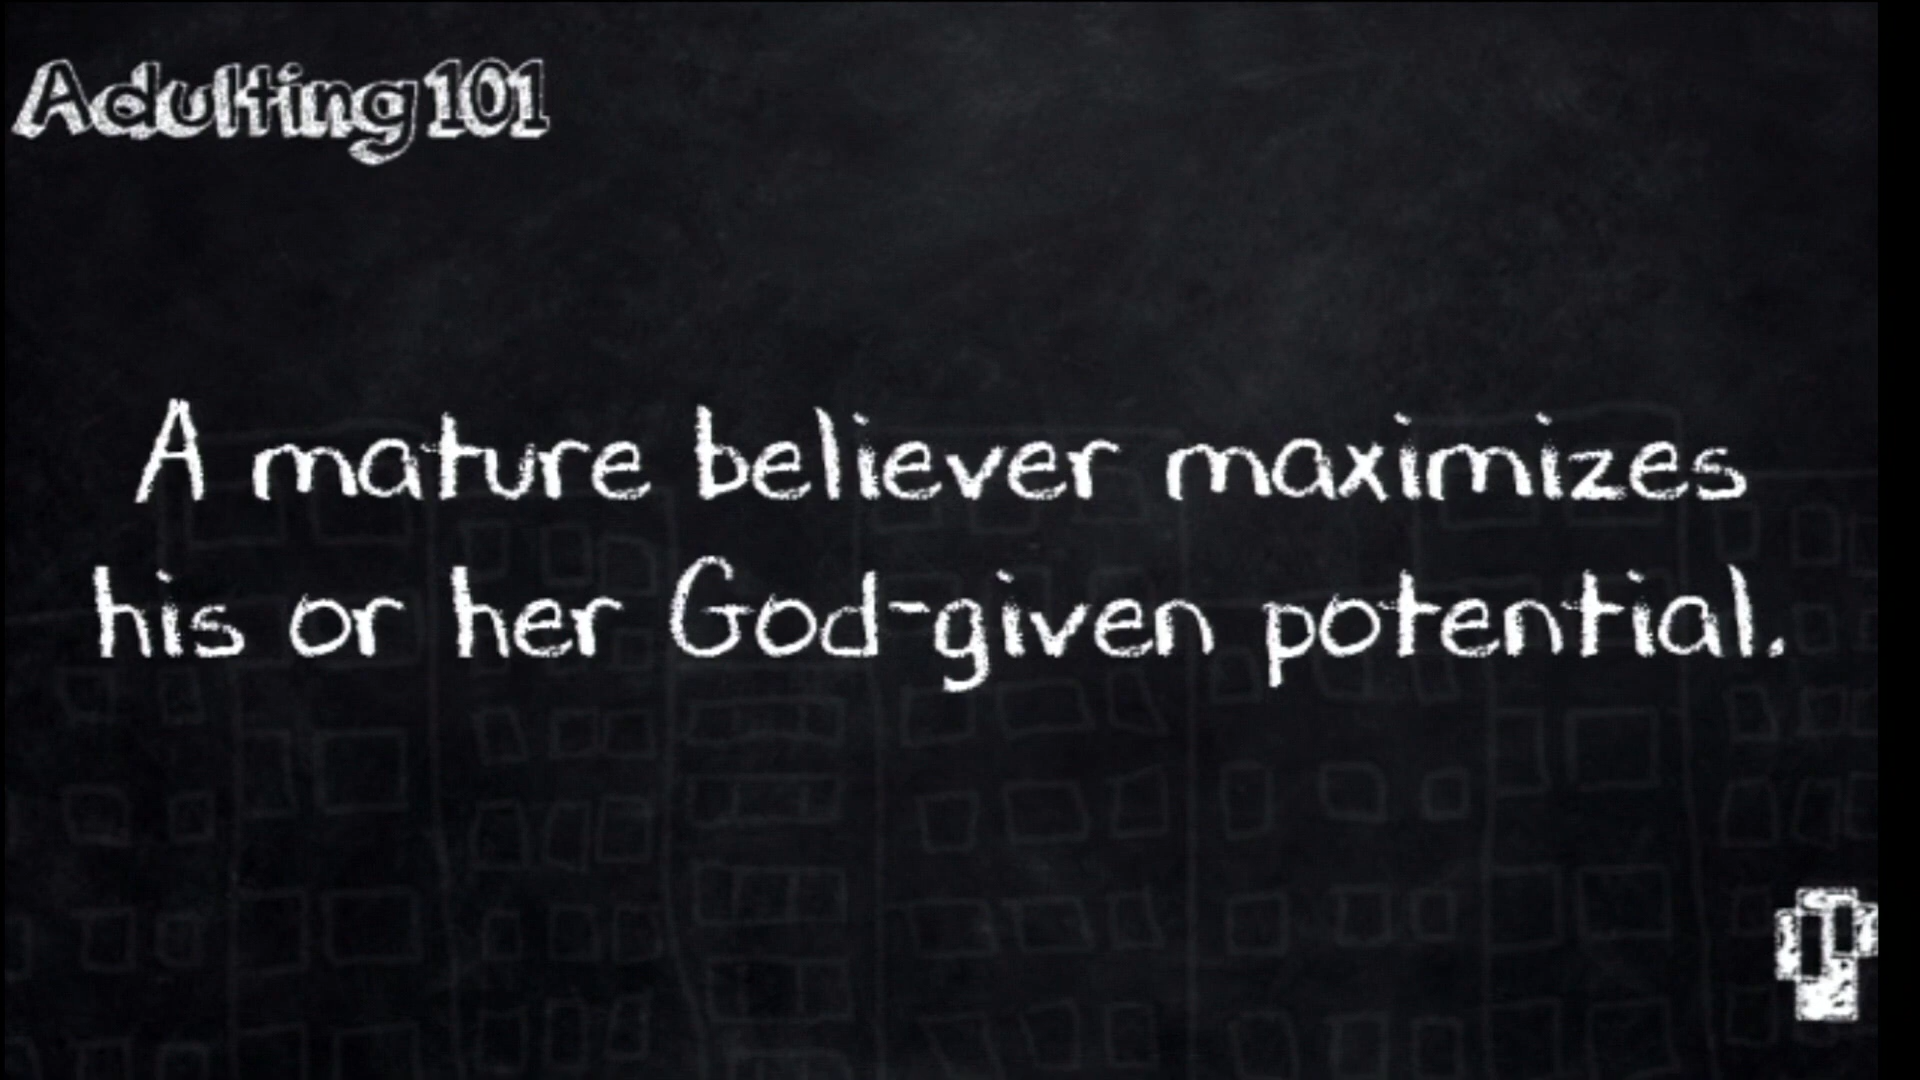 Adulting 101
A mature believer maximizes
his or her God-given potential.